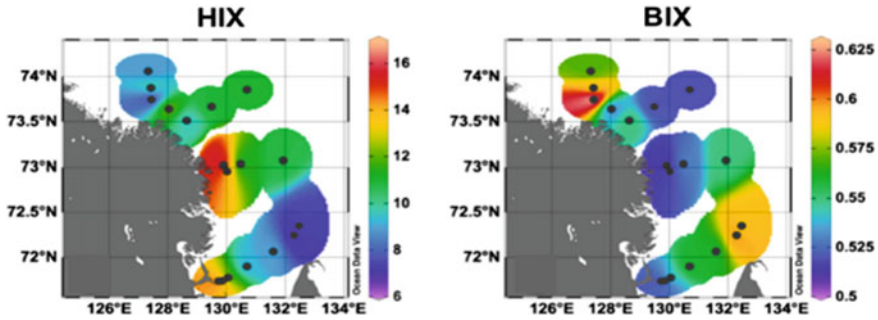 HIX
BIX
74°N
73.5°N
73°N
72.5°N
72°N
126°E 128°E 130°E 132°E 134°E
16
14
12
10
8
6
Ocean Data View
74°N
73.5°N
73°N
72.5°N
72°N
126°E 128°E 130°E 132°E 134°E
0.625
0.6
0.575
0.55
0.525
0.5
Ocean Data View